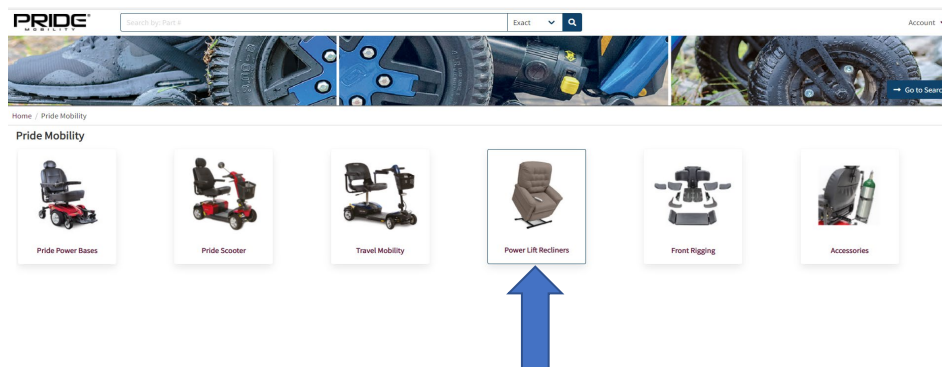 PRIDE®
MOBILITY
Search by: Part #
Exact
Account
→ Go to Searc
Home / Pride Mobility
Pride Mobility
Pride Power Bases
Pride Scooter
Travel Mobility
Power Lift Recliners
Front Rigging
Accessories